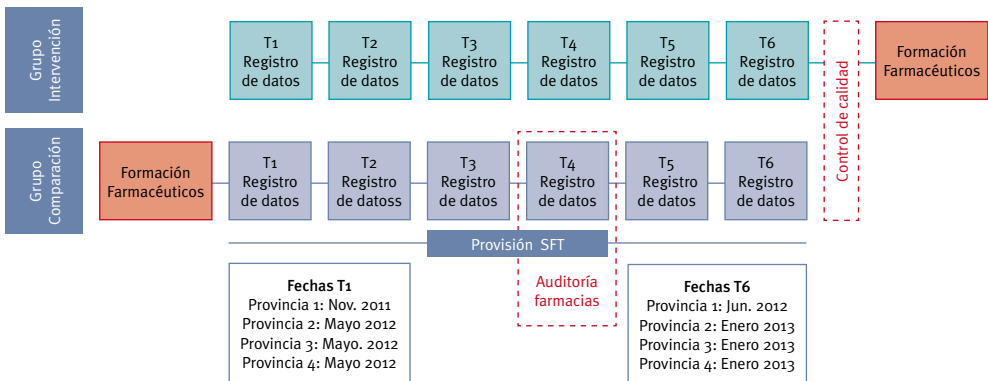 Grupo
Intervención
T1
Registro
de datos
T2
Registro
de datos
T3
Registro
de datos
T4
Registro
de datos
T5
Registro
de datos
T6
Registro
de datos
Control de calidad
Formación
Farmacéuticos
Grupo
Comparación
Formación
Farmacéuticos
T1
Registro
de datos
T2
Registro
de datoss
T3
Registro
de datos
T4
Registro
de datos
T5
Registro
de datos
T6
Registro
de datos
Provisión SFT
Fechas T1
Provincia 1: Nov. 2011
Provincia 2: Mayo 2012
Provincia 3: Mayo. 2012
Provincia 4: Mayo 2012
Auditoría
farmacias
Fechas T6
Provincia 1: Jun. 2012
Provincia 2: Enero 2013
Provincia 3: Enero 2013
Provincia 4: Enero 2013